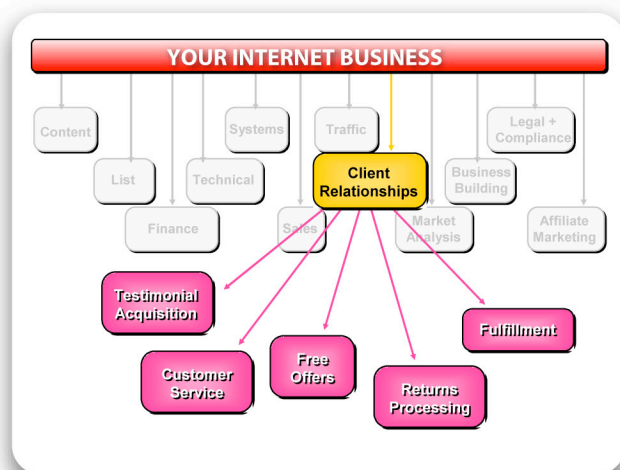 YOUR INTERNET BUSINESS
Content
Systems
Traffic
Legal +
Compliance
List
Technical
Client
Relationships
Business
Building
Finance
Sales
Market
Analysis
Affiliate
Marketing
Testimonial
Acquisition
Fulfillment
Customer
Service
Free
Offers
Returns
Processing